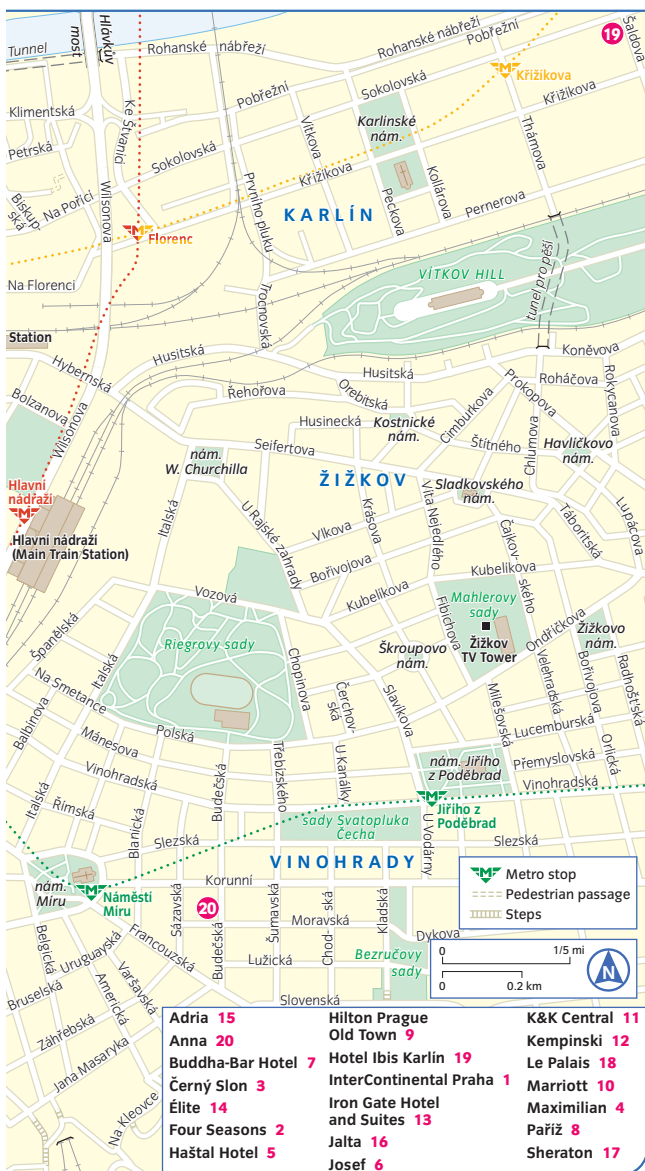 Tunnel
Hlávkův
most
Rohanské nábřeží
Rohanské nábřeží
Pobřežní
19
Šaldova
Křižíkova
Klimentská
Ke Štvanici
Pobřežní
Sokolovská
Křižíkova
Vítkova
Karlínské
nám.
Thámova
Petrská
Sokolovská
Křižíkova
Biskup-
ská
Na Poříčí
Wilsonova
Prvního pluku
Peckova
Kollárova
Pernerova
KARLÍN
Florenc
Na Florenci
Trocnovská
VÍTKOV HILL
tunel pro pěší
Station
Hybernská
Husitská
Husitská
Koněvova
Bolzanova
Wilsonova
Řehořova
Orebitská
Prokopova
Roháčova
Rokycanova
Husinecká
Kostnické
nám.
Cimburkova
Štítného
Chlumova
Havlíčkovo
nám.
nám.
W. Churchilla
Seifertova
ŽIŽKOV
Sladkovského
nám.
Hlavní
nádraží
Hlavní nádraží
(Main Train Station)
Italská
U Rajské zahrady
Vlkova
Krásova
Víta Nejedlého
Čajkov-
ského
Táboritská
Lupáčova
Bořivojova
Kubelíkova
Kubelíkova
Vozová
Fibichova
Mahlerovy
sady
Žižkov
TV Tower
Ondříčkova
Žižkovo
nám.
Španělská
Riegrovy sady
Škroupovo
nám.
Italská
Chopinova
Čerchov-
ská
Slavíkova
Milešovská
Velehradská
Bořivojova
Radhošťská
Na Smetance
Balbínova
Polská
Lucemburská
Orlická
Mánesova
Třebízského
U Kanálky
nám. Jiřího
z Poděbrad
Přemyslovská
Vinohradská
Budečská
Vinohradská
Italská
Římská
Blanická
Jiřího z
Poděbrad
sady Svatopluka
Čecha
U Vodárny
Slezská
Slezská
VINOHRADY
nám.
Míru
Náměstí
Míru
Korunní
20
Sázavská
Budečská
Šumavská
Moravská
Chod-
ská
Kladská
Dykova
Belgická
Uruguayská
Francouzská
Lužická
Bezručovy
sady
Bruselská
Americká
Varšavská
Slovenská
Záhřebská
Jana Masaryka
Na Kleovce
Metro stop
Pedestrian passage
Steps
0 1/5 mi
0 0.2 km
N
Adria 15
Anna 20
Buddha-Bar Hotel 7
Černý Slon 3
Élite 14
Four Seasons 2
Haštal Hotel 5
Hilton Prague
Old Town 9
Hotel Ibis Karlín 19
InterContinental Praha 1
Iron Gate Hotel
and Suites 13
Jalta 16
Josef 6
K&K Central 11
Kempinski 12
Le Palais 18
Marriott 10
Maximilian 4
Paříž 8
Sheraton 17